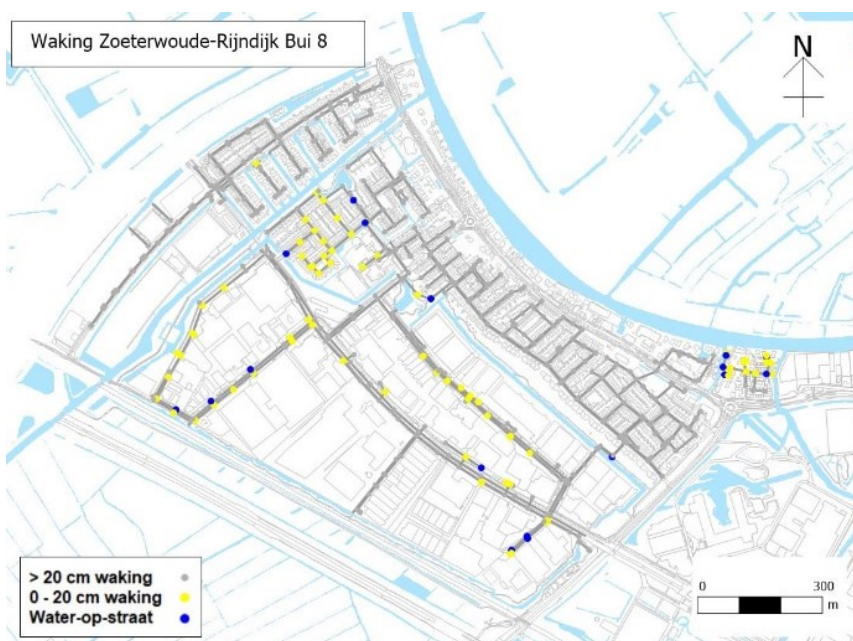 Waking Zoeterwoude-Rijndijk Bui 8
N
> 20 cm waking
0 - 20 cm waking
Water-op-straat
0 300
m